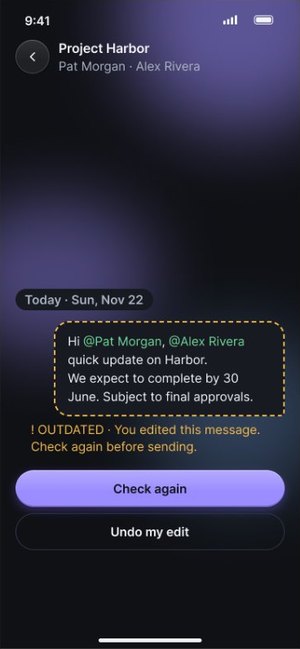 9:41
Project Harbor
Pat Morgan · Alex Rivera
Today · Sun, Nov 22
Hi @Pat Morgan, @Alex Rivera
quick update on Harbor.
We expect to complete by 30
June. Subject to final approvals.
! OUTDATED · You edited this message.
Check again before sending.
Check again
Undo my edit